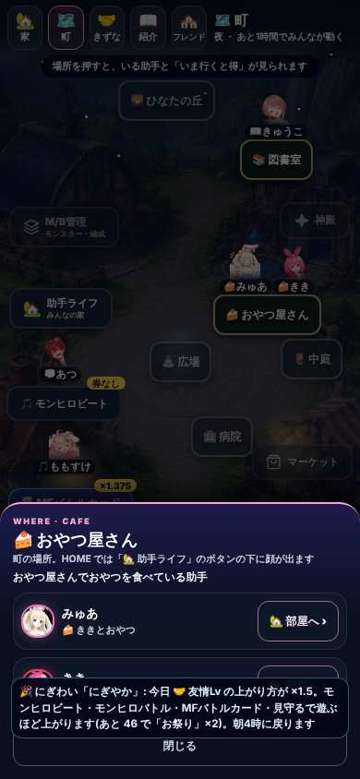 家
町
きずな
紹介
フレンド
🗺️ 町
夜 ・ あと1時間でみんなが動く
場所を押すと、いる助手と「いま行くと得」が見られます
ひなたの丘
📖きゅうこ
📚 図書室
M/B管理
モンスター・編成
神殿
🍰みゅあ
🍰きき
🍰 おやつ屋さん
助手ライフ
みんなの家
💭あつ
広場
中庭
券なし
🎵 モンヒロビート
🎵ももすけ
病院
マーケット
×1.375
MFバトルカード
WHERE · CAFE
🍰 おやつ屋さん
町の場所。HOME では「🏡 助手ライフ」のボタンの下に顔が出ます
おやつ屋さんでおやつを食べている助手
みゅあ
🍰 ききとおやつ
🏡 部屋へ ›
🎉 にぎわい「にぎやか」: 今日 🤝 友情Lv の上がり方が ×1.5。モ
ンヒロビート・モンヒロバトル・MFバトルカード・見守るで遊ぶ
ほど上がります(あと 46 で「お祭り」×2)。朝4時に戻ります
閉じる